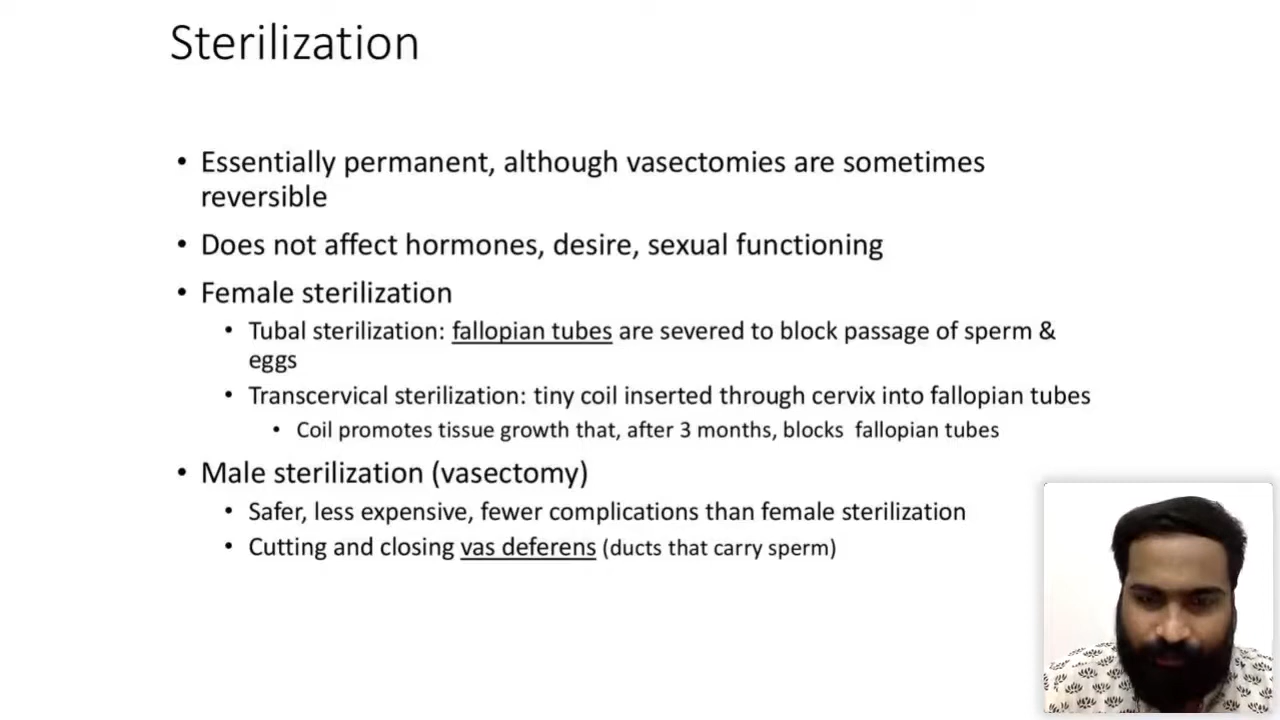 Sterilization
• Essentially permanent, although vasectomies are sometimes
reversible
• Does not affect hormones, desire, sexual functioning
• Female sterilization
• Tubal sterilization: fallopian tubes are severed to block passage of sperm &
eggs
• Transcervical sterilization: tiny coil inserted through cervix into fallopian tubes
• Coil promotes tissue growth that, after 3 months, blocks  fallopian tubes
• Male sterilization (vasectomy)
• Safer, less expensive, fewer complications than female sterilization
• Cutting and closing vas deferens (ducts that carry sperm)